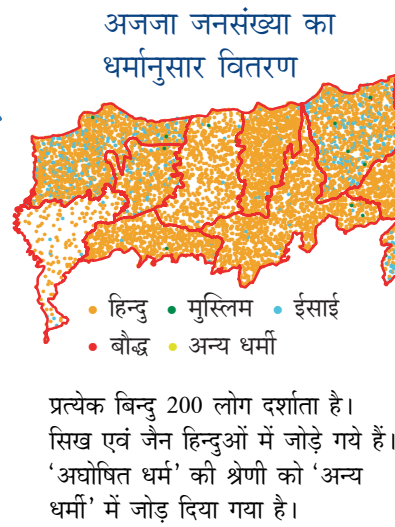 अजजा जनसंख्या का
धर्मानुसार वितरण
हिन्दु मुस्लिम ईसाई
बौद्ध अन्य धर्मी
प्रत्येक बिन्दु 200 लोग दर्शाता है।
सिख एवं जैन हिन्दुओं में जोड़े गये हैं।
‘अघोषित धर्म’ की श्रेणी को ‘अन्य
धर्मी’ में जोड़ दिया गया है।